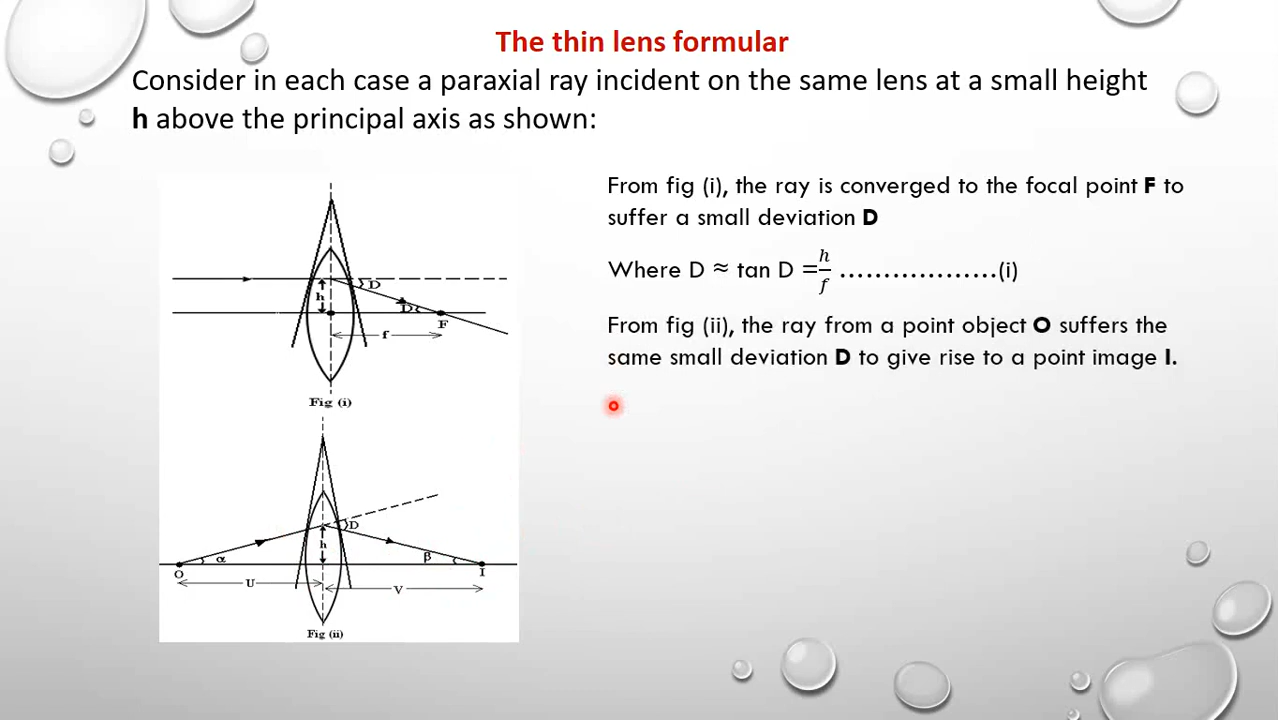 The thin lens formular
Consider in each case a paraxial ray incident on the same lens at a small height
h above the principal axis as shown:
From fig (i), the ray is converged to the focal point F to
suffer a small deviation D
Where D ≈ tan D =h/f ………………(i)
From fig (ii), the ray from a point object O suffers the
same small deviation D to give rise to a point image I.
D
h
D
F
f
Fig (i)
D
h
α
β
O
I
U
V
Fig (ii)